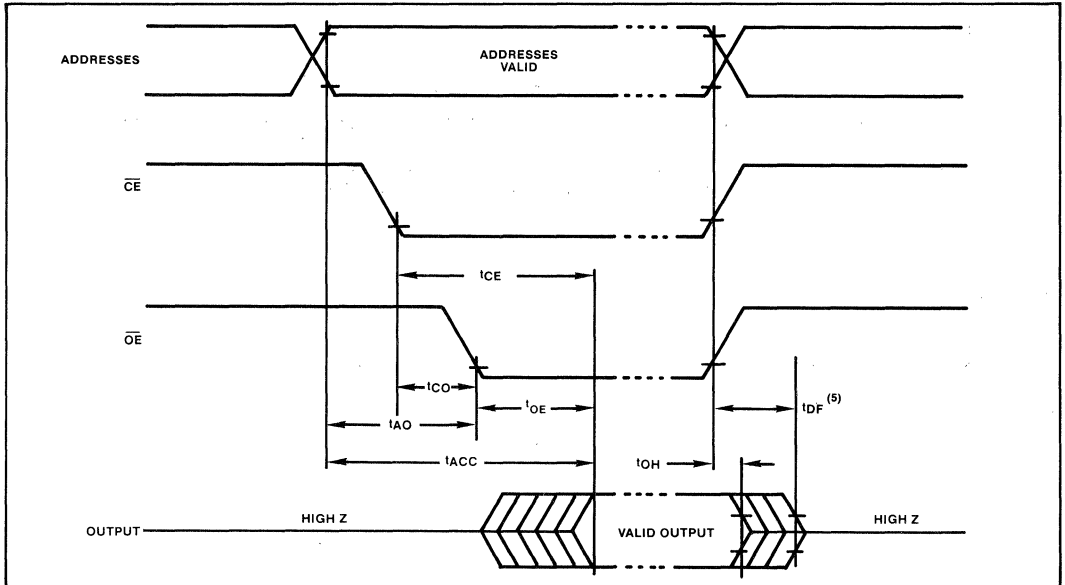 ADDRESSES
ADDRESSES
VALID
CE
tCE
OE
tCO
tOE
tDF (5)
tAO
tACC
tOH
OUTPUT
HIGH Z
VALID OUTPUT
HIGH Z